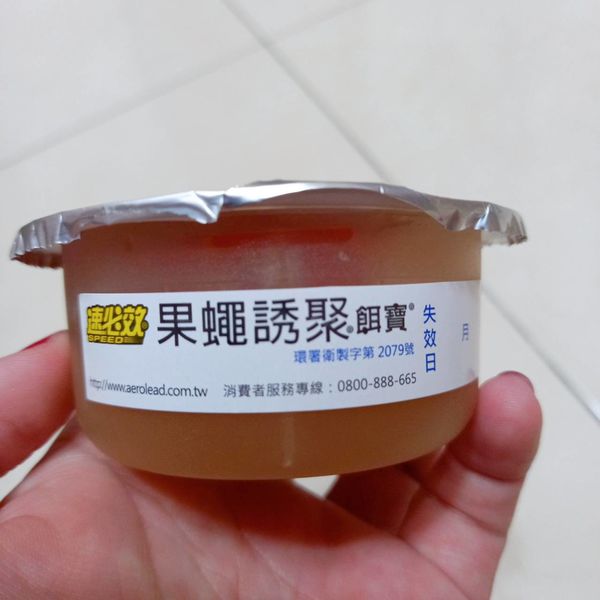 速必效®
SPEED
果蠅誘聚®餌寶®
環署衛製字第 2079號
http://www.aerolead.com.tw 消費者服務專線：0800-888-665
失效日
月